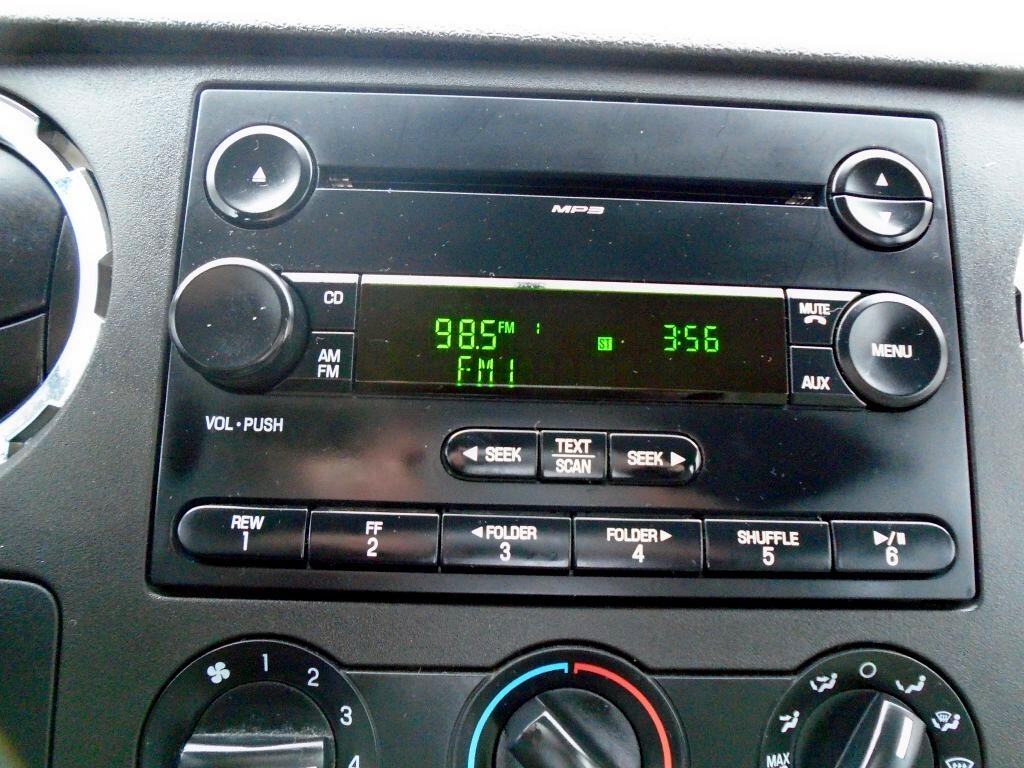 MP3
CD
AM
FM
98.5 FM 1
ST
3:56
FM1
MUTE
AUX
MENU
VOL • PUSH
◄ SEEK
TEXT
SCAN
SEEK ►
REW
1
FF
2
◄ FOLDER
3
FOLDER ►
4
SHUFFLE
5
►/II
6
1
2
3
4
MAX